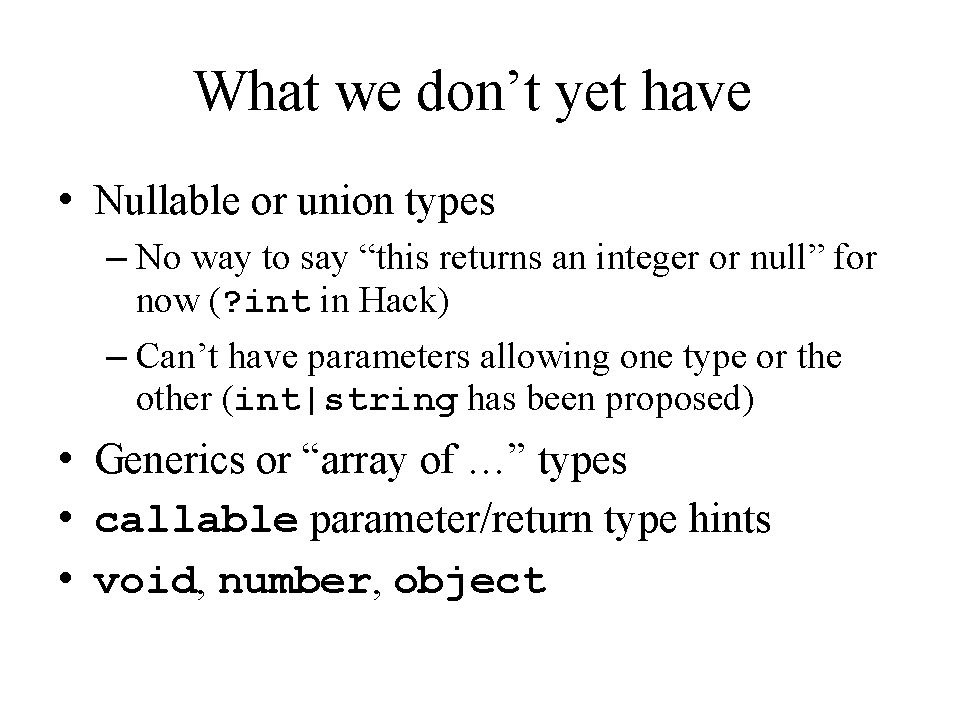 What we don’t yet have
• Nullable or union types
– No way to say “this returns an integer or null” for
now (?int in Hack)
– Can’t have parameters allowing one type or the
other (int|string has been proposed)
• Generics or “array of …” types
• callable parameter/return type hints
• void, number, object